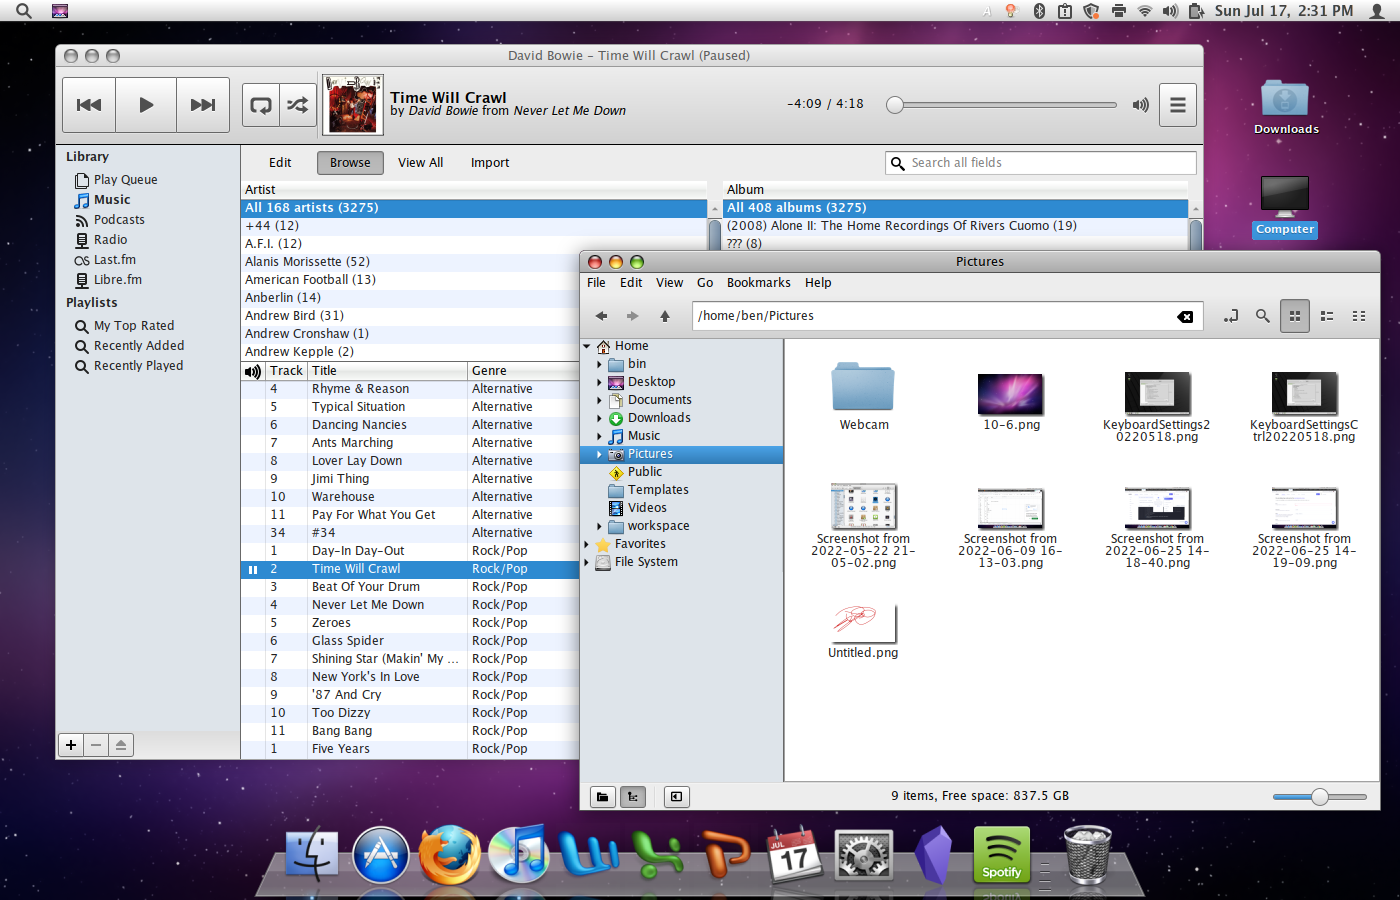 Sun Jul 17, 2:31 PM
David Bowie – Time Will Crawl (Paused)
Time Will Crawl
by David Bowie from Never Let Me Down
-4:09 / 4:18
Library
Play Queue
Music
Podcasts
Radio
Last.fm
Libre.fm
Playlists
My Top Rated
Recently Added
Recently Played
Edit Browse View All Import
Search all fields
Artist
All 168 artists (3275)
+44 (12)
A.F.I. (12)
Alanis Morissette (52)
American Football (13)
Anberlin (14)
Andrew Bird (31)
Andrew Cronshaw (1)
Andrew Kepple (2)
Album
All 408 albums (3275)
(2008) Alone II: The Home Recordings Of Rivers Cuomo (19)
??? (8)
Track Title Genre
4 Rhyme & Reason Alternative
5 Typical Situation Alternative
6 Dancing Nancies Alternative
7 Ants Marching Alternative
8 Lover Lay Down Alternative
9 Jimi Thing Alternative
10 Warehouse Alternative
11 Pay For What You Get Alternative
34 #34 Alternative
1 Day-In Day-Out Rock/Pop
2 Time Will Crawl Rock/Pop
3 Beat Of Your Drum Rock/Pop
4 Never Let Me Down Rock/Pop
5 Zeroes Rock/Pop
6 Glass Spider Rock/Pop
7 Shining Star (Makin' My ... Rock/Pop
8 New York's In Love Rock/Pop
9 '87 And Cry Rock/Pop
10 Too Dizzy Rock/Pop
11 Bang Bang Rock/Pop
1 Five Years Rock/Pop
Downloads
Computer
Pictures
File Edit View Go Bookmarks Help
/home/ben/Pictures
Home
bin
Desktop
Documents
Downloads
Music
Pictures
Public
Templates
Videos
workspace
Favorites
File System
Webcam
10-6.png
KeyboardSettings2
0220518.png
KeyboardSettingsC
trl20220518.png
Screenshot from
2022-05-22 21-
05-02.png
Screenshot from
2022-06-09 16-
13-03.png
Screenshot from
2022-06-25 14-
18-40.png
Screenshot from
2022-06-25 14-
19-09.png
Untitled.png
9 items, Free space: 837.5 GB
JUL
17
Spotify